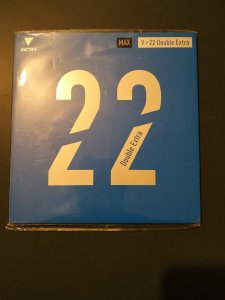 VICTAS
MAX
V > 22 Double Extra
22
Double Extra